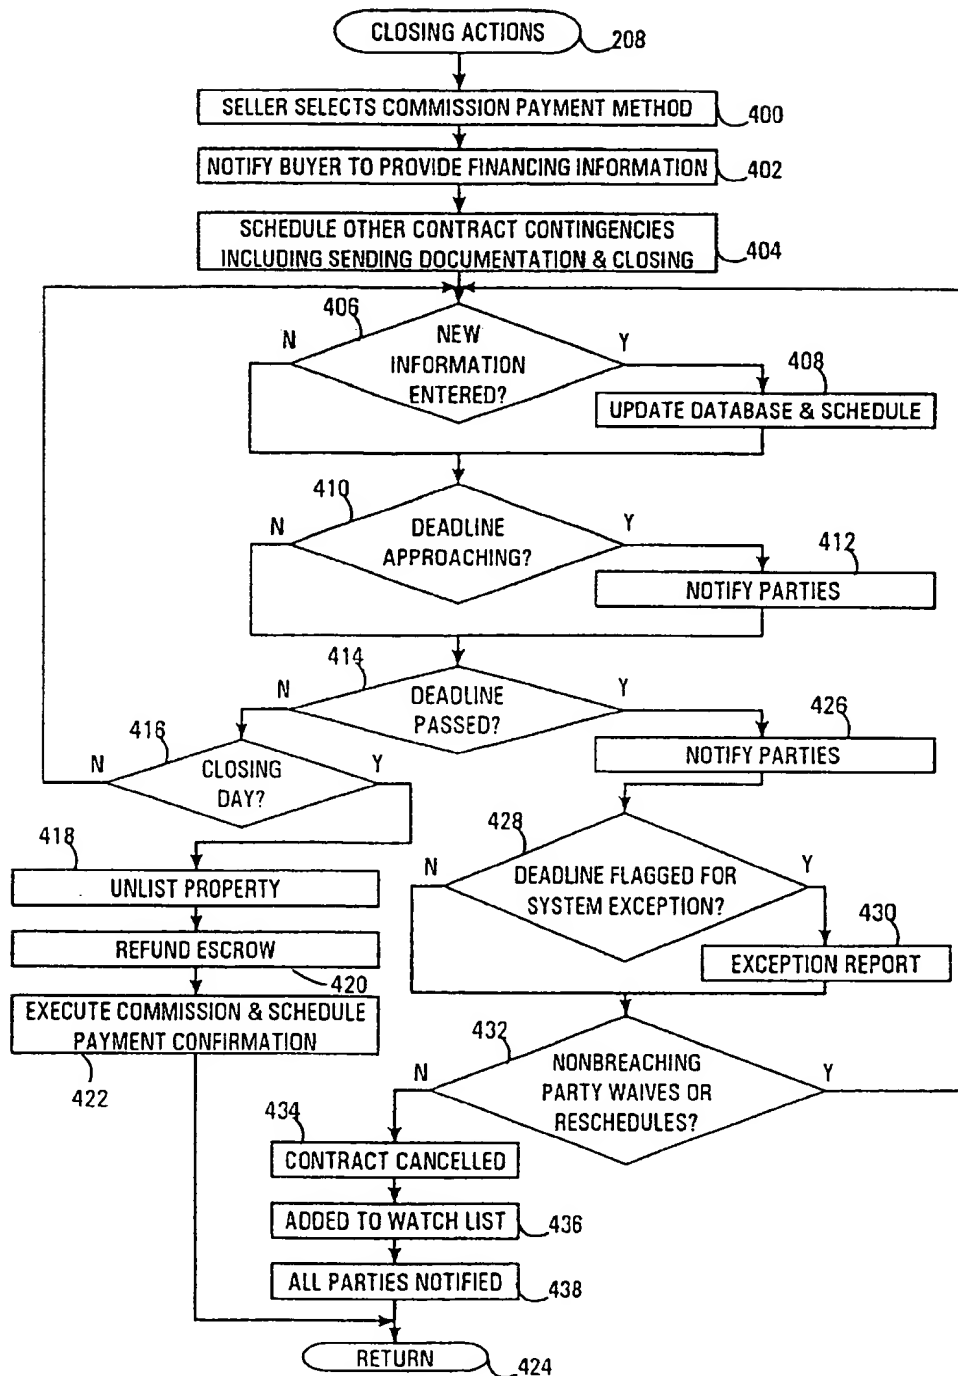 CLOSING ACTIONS
208
SELLER SELECTS COMMISSION PAYMENT METHOD
400
NOTIFY BUYER TO PROVIDE FINANCING INFORMATION
402
SCHEDULE OTHER CONTRACT CONTINGENCIES
INCLUDING SENDING DOCUMENTATION & CLOSING
404
406
N
Y
NEW
INFORMATION
ENTERED?
408
UPDATE DATABASE & SCHEDULE
410
N
Y
DEADLINE
APPROACHING?
412
NOTIFY PARTIES
414
N
Y
DEADLINE
PASSED?
426
NOTIFY PARTIES
416
N
Y
CLOSING
DAY?
418
UNLIST PROPERTY
REFUND ESCROW
420
EXECUTE COMMISSION & SCHEDULE
PAYMENT CONFIRMATION
422
428
N
Y
DEADLINE FLAGGED FOR
SYSTEM EXCEPTION?
430
EXCEPTION REPORT
432
N
Y
NONBREACHING
PARTY WAIVES OR
RESCHEDULES?
434
CONTRACT CANCELLED
ADDED TO WATCH LIST
436
ALL PARTIES NOTIFIED
438
RETURN
424